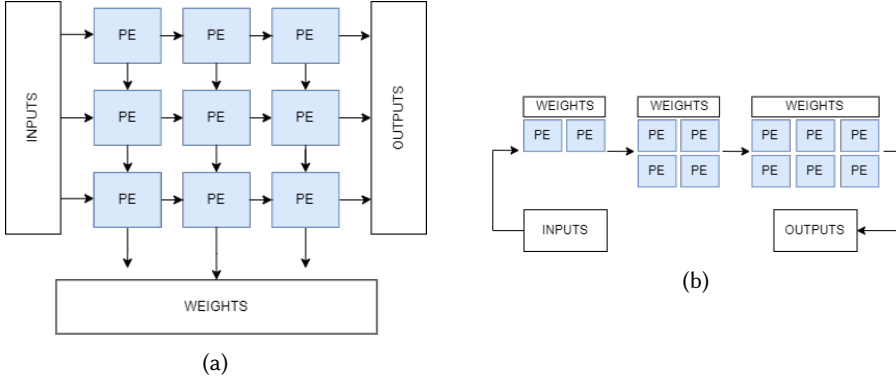 INPUTS
PE PE PE
PE PE PE
PE PE PE
OUTPUTS
WEIGHTS
(a)
WEIGHTS WEIGHTS WEIGHTS
PE PE PE PE PE PE PE
PE PE PE PE PE
INPUTS OUTPUTS
(b)